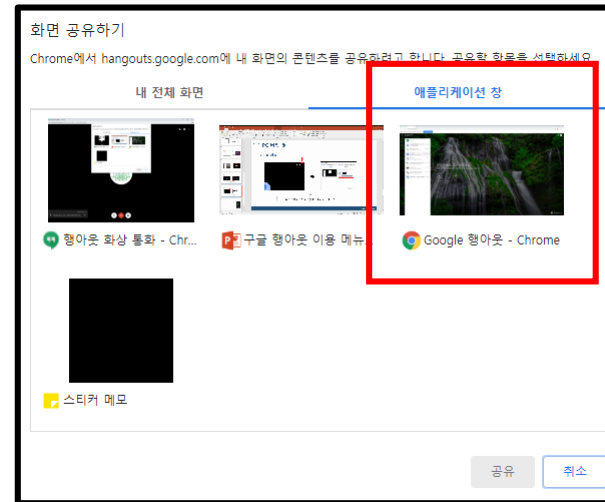 화면 공유하기
Chrome에서 hangouts.google.com에 내 화면의 콘텐츠를 공유하려고 합니다. 공유할 항목을 선택하세요.
내 전체 화면
애플리케이션 창
행아웃 화상 통화 - Chr...
구글 행아웃 이용 메뉴...
Google 행아웃 - Chrome
스티커 메모
공유
취소